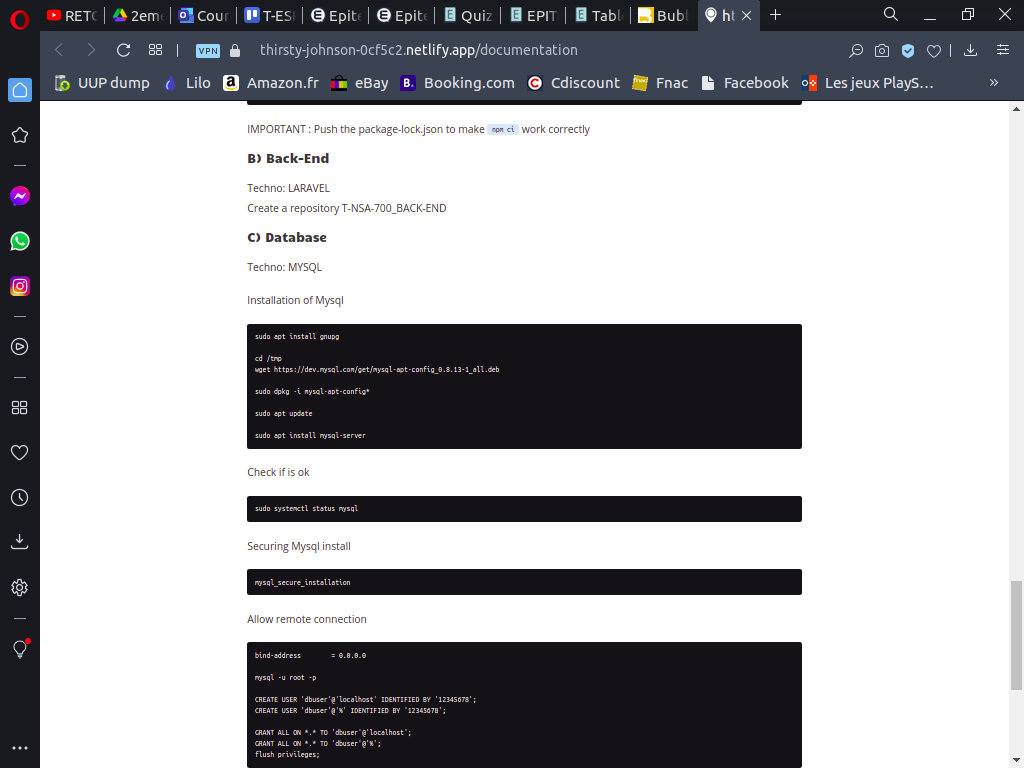 RETC
2em
Cour
T-ESI
Epite
Epite
Quiz
EPIT
Table
Bubl
ht
VPN
thirsty-johnson-0cf5c2.netlify.app/documentation
UUP dump
Lilo
Amazon.fr
eBay
Booking.com
Cdiscount
Fnac
Facebook
Les jeux PlayS...
IMPORTANT : Push the package-lock.json to make npm ci work correctly
B) Back-End
Techno: LARAVEL
Create a repository T-NSA-700_BACK-END
C) Database
Techno: MYSQL
Installation of Mysql
sudo apt install gnupg
cd /tmp
wget https://dev.mysql.com/get/mysql-apt-config_0.8.13-1_all.deb
sudo dpkg -i mysql-apt-config*
sudo apt update
sudo apt install mysql-server
Check if is ok
sudo systemctl status mysql
Securing Mysql install
mysql_secure_installation
Allow remote connection
bind-address = 0.0.0.0
mysql -u root -p
CREATE USER 'dbuser'@'localhost' IDENTIFIED BY '12345678';
CREATE USER 'dbuser'@'%' IDENTIFIED BY '12345678';
GRANT ALL ON *.* TO 'dbuser'@'localhost';
GRANT ALL ON *.* TO 'dbuser'@'%';
flush privileges;